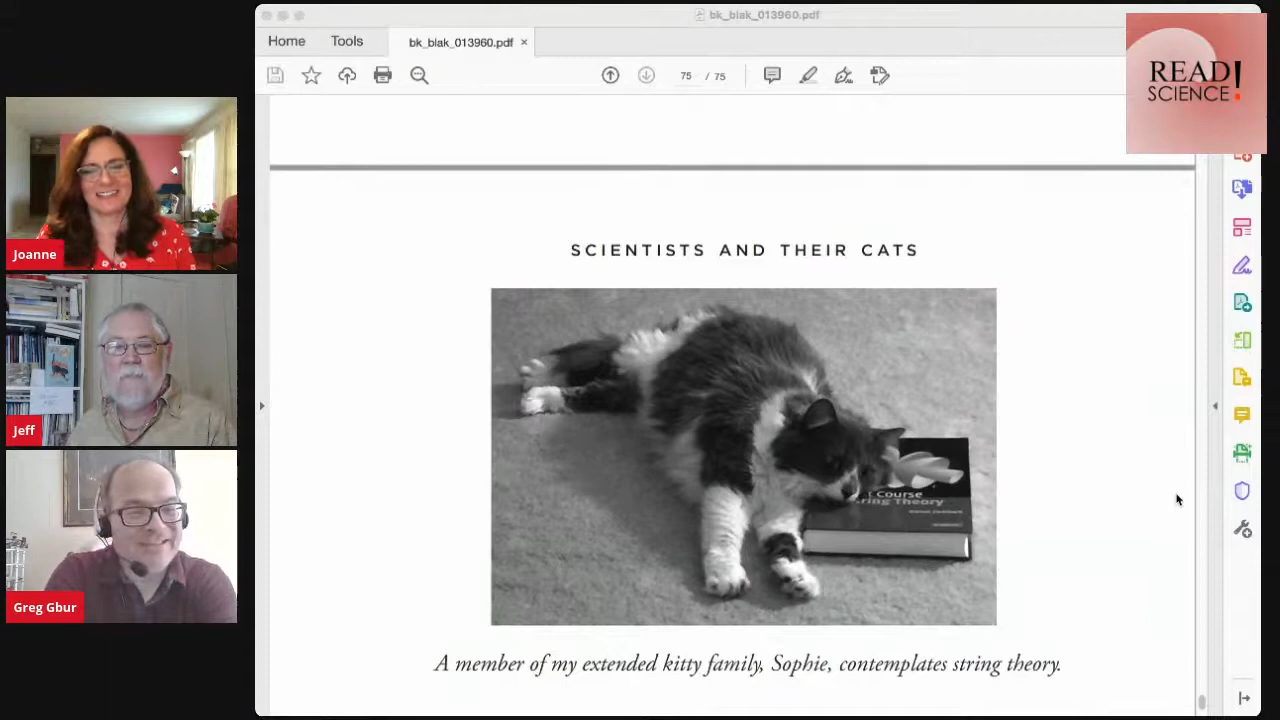 bk_blak_013960.pdf
Home
Tools
bk_blak_013960.pdf
75 / 75
READ
SCIENCE!
SCIENTISTS AND THEIR CATS
Course
Theory
A member of my extended kitty family, Sophie, contemplates string theory.
Joanne
Jeff
Greg Gbur